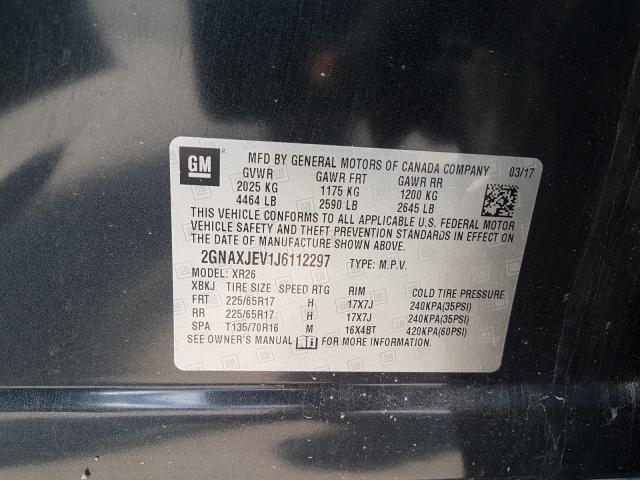 GM MFD BY GENERAL MOTORS OF CANADA COMPANY 03/17
GVWR GAWR FRT GAWR RR
2025 KG 1175 KG 1200 KG
4464 LB 2590 LB 2645 LB
THIS VEHICLE CONFORMS TO ALL APPLICABLE U.S. FEDERAL MOTOR
VEHICLE SAFETY AND THEFT PREVENTION STANDARDS IN EFFECT ON
THE DATE OF MANUFACTURE SHOWN ABOVE.
2GNAXJEV1J6112297 TYPE: M.P.V.
MODEL: XR26
XBKJ TIRE SIZE SPEED RTG RIM COLD TIRE PRESSURE
FRT 225/65R17 H 17X7J 240KPA(35PSI)
RR 225/65R17 H 17X7J 240KPA(35PSI)
SPA T135/70R16 M 16X4BT 420KPA(60PSI)
SEE OWNER'S MANUAL FOR MORE INFORMATION.